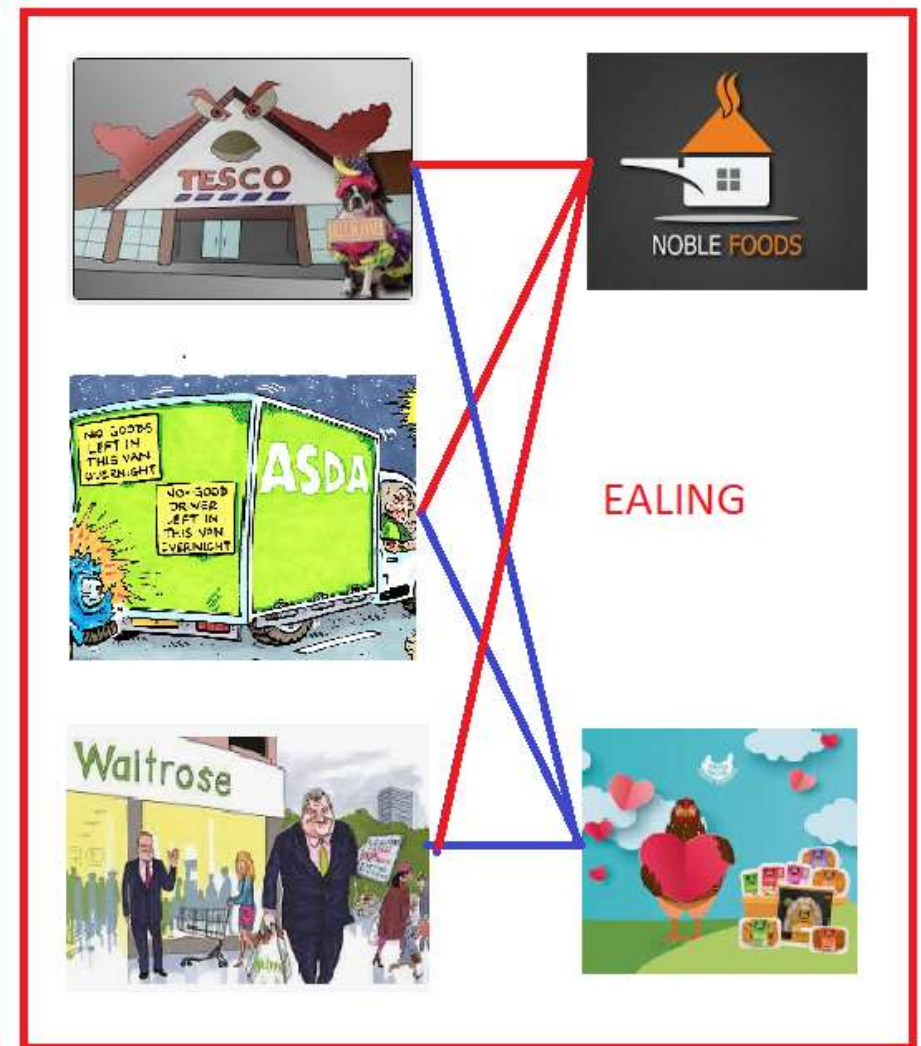 TESCO
NOBLE FOODS
NO GOODS
LEFT IN
THIS VAN
OVERNIGHT
NO GOOD
DRIVER
LEFT IN
THIS VAN
OVERNIGHT
ASDA
EALING
Waitrose